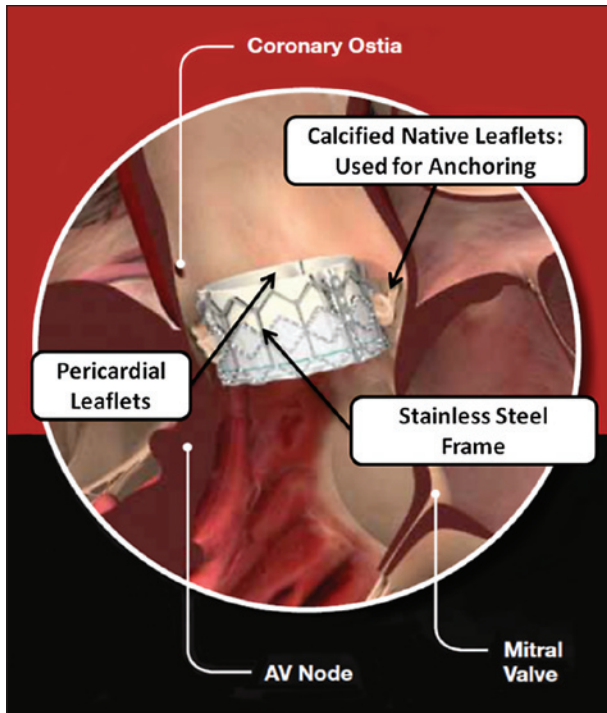 Coronary Ostia
Calcified Native Leaflets:
Used for Anchoring
Pericardial
Leaflets
Stainless Steel
Frame
AV Node
Mitral
Valve